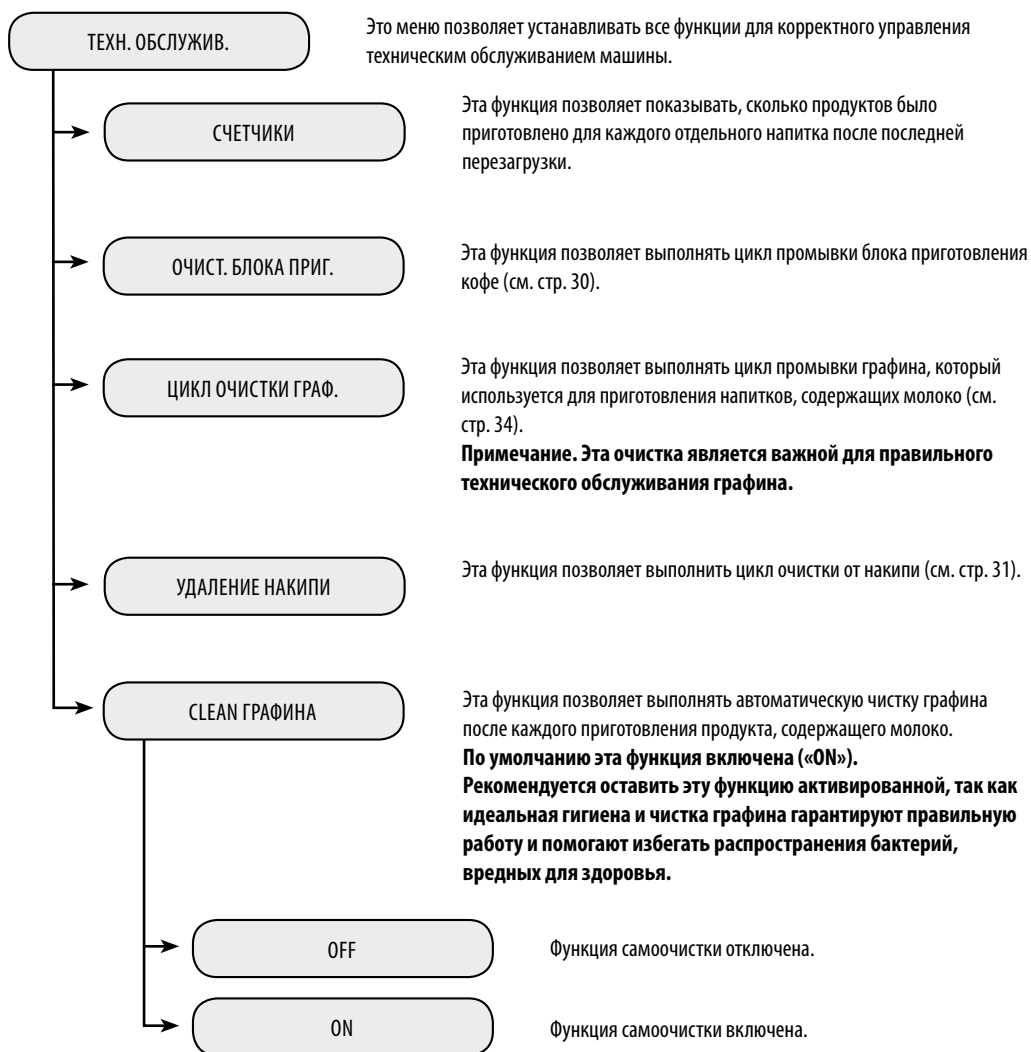 ТЕХН. ОБСЛУЖИВ.
Это меню позволяет устанавливать все функции для корректного управления
техническим обслуживанием машины.
СЧЕТЧИКИ
Эта функция позволяет показывать, сколько продуктов было
приготовлено для каждого отдельного напитка после последней
перезагрузки.
ОЧИСТ. БЛОКА ПРИГ.
Эта функция позволяет выполнять цикл промывки блока приготовления
кофе (см. стр. 30).
ЦИКЛ ОЧИСТКИ ГРАФ.
Эта функция позволяет выполнять цикл промывки графина, который
используется для приготовления напитков, содержащих молоко (см.
стр. 34).
Примечание. Эта очистка является важной для правильного
технического обслуживания графина.
УДАЛЕНИЕ НАКИПИ
Эта функция позволяет выполнить цикл очистки от накипи (см. стр. 31).
CLEAN ГРАФИНА
Эта функция позволяет выполнять автоматическую чистку графина
после каждого приготовления продукта, содержащего молоко.
По умолчанию эта функция включена («ON»).
Рекомендуется оставить эту функцию активированной, так как
идеальная гигиена и чистка графина гарантируют правильную
работу и помогают избегать распространения бактерий,
вредных для здоровья.
OFF
Функция самоочистки отключена.
ON
Функция самоочистки включена.